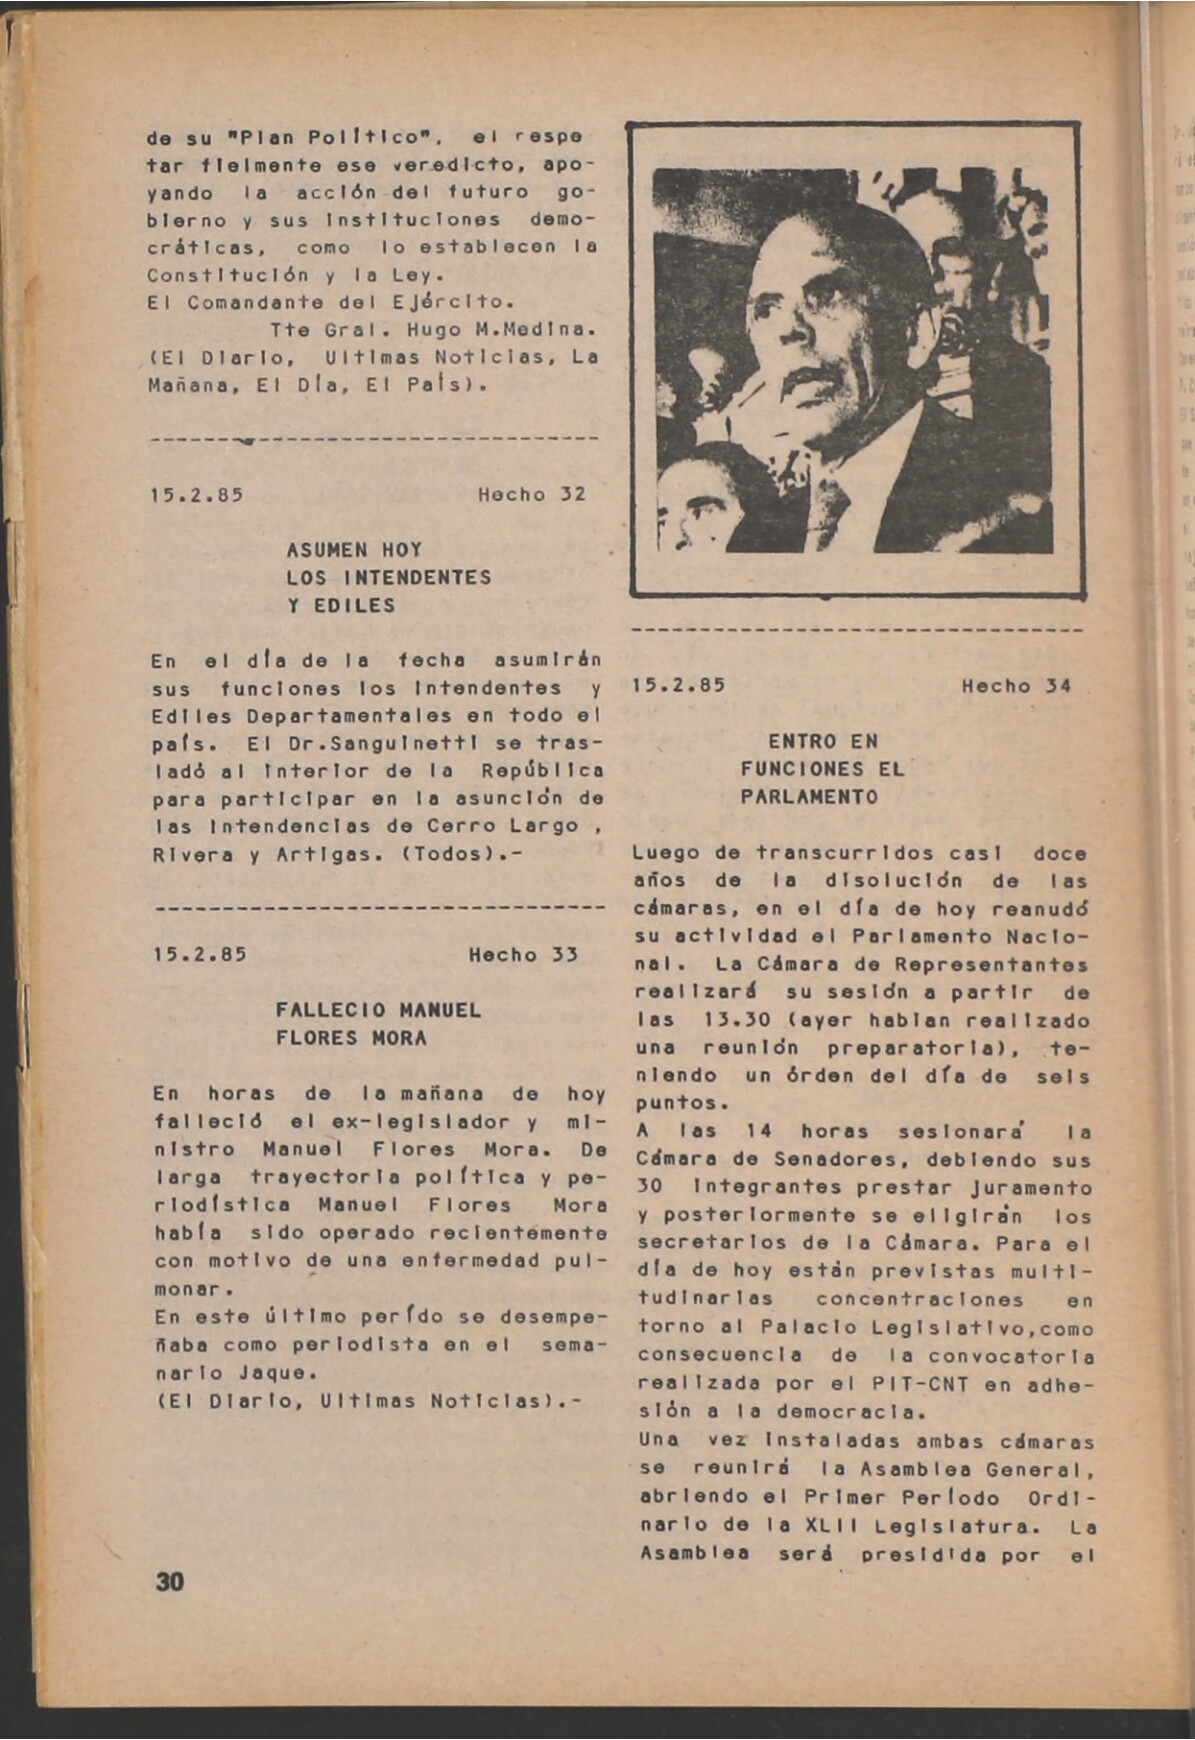 de su "Plan Político", el respe
tar fielmente ese veredicto, apo-
yando la acción del futuro go-
bierno y sus instituciones demo-
cráticas, como lo establecen la
Constitución y la Ley.
El Comandante del Ejército.
Tte Gral. Hugo M.Medina.
(El Diario, Ultimas Noticias, La
Mañana, El Día, El País).
---------------------------------
15.2.85 Hecho 32
ASUMEN HOY
LOS INTENDENTES
Y EDILES
En el día de la fecha asumirán
sus funciones los Intendentes y
Ediles Departamentales en todo el
país. El Dr.Sanguinetti se tras-
ladó al Interior de la República
para participar en la asunción de
las Intendencias de Cerro Largo ,
Rivera y Artigas. (Todos).-
---------------------------------
15.2.85 Hecho 33
FALLECIO MANUEL
FLORES MORA
En horas de la mañana de hoy
falleció el ex-legislador y mi-
nistro Manuel Flores Mora. De
larga trayectoria política y pe-
riodística Manuel Flores Mora
había sido operado recientemente
con motivo de una enfermedad pul-
monar.
En este último perído se desempe-
ñaba como periodista en el sema-
nario Jaque.
(El Diario, Ultimas Noticias).-
---------------------------------
15.2.85 Hecho 34
ENTRO EN
FUNCIONES EL
PARLAMENTO
Luego de transcurridos casi doce
años de la disolución de las
cámaras, en el día de hoy reanudó
su actividad el Parlamento Nacio-
nal. La Cámara de Representantes
realizará su sesión a partir de
las 13.30 (ayer habian realizado
una reunión preparatoria), te-
niendo un órden del día de seis
puntos.
A las 14 horas sesionará la
Cámara de Senadores, debiendo sus
30 integrantes prestar juramento
y posteriormente se eligirán los
secretarios de la Cámara. Para el
día de hoy están previstas multi-
tudinarias concentraciones en
torno al Palacio Legislativo,como
consecuencia de la convocatoria
realizada por el PIT-CNT en adhe-
sión a la democracia.
Una vez instaladas ambas cámaras
se reunirá la Asamblea General,
abriendo el Primer Período Ordi-
nario de la XLII Legislatura. La
Asamblea será presidida por el
30